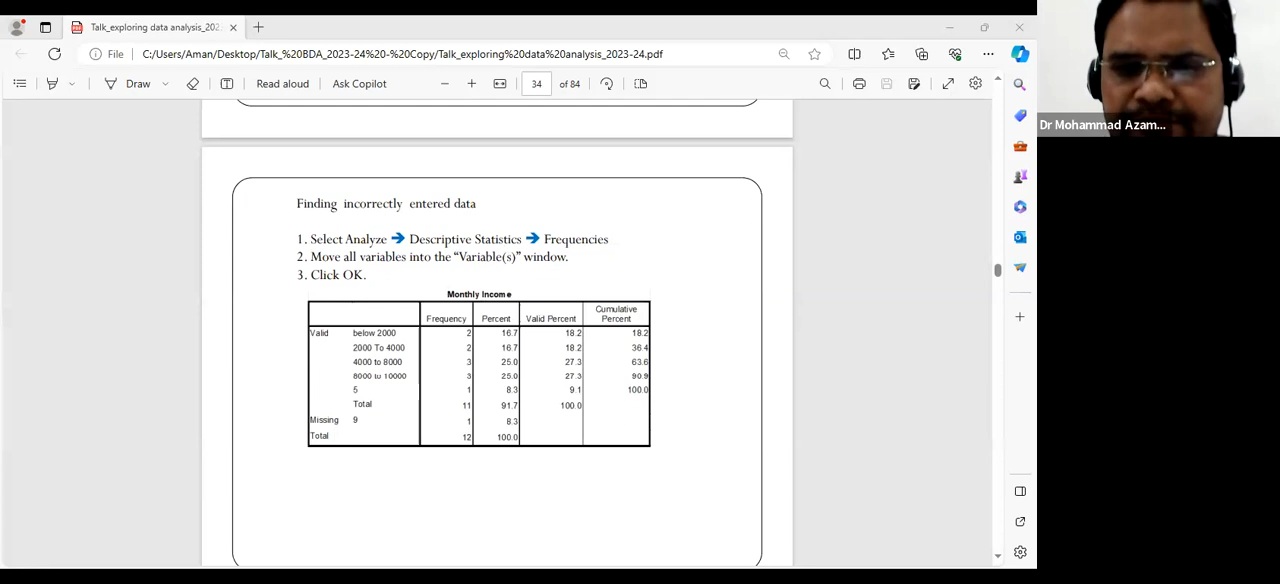 Talk_exploring data analysis_202
File C:/Users/Aman/Desktop/Talk_%20BDA_2023-24%20-%20Copy/Talk_exploring%20data%20analysis_2023-24.pdf
Draw Read aloud Ask Copilot 34 of 84
Dr Mohammad Azam...
Finding incorrectly entered data
1. Select Analyze ➔ Descriptive Statistics ➔ Frequencies
2. Move all variables into the “Variable(s)” window.
3. Click OK.
Monthly Income
Frequency Percent Valid Percent Cumulative Percent
Valid below 2000 2 16.7 18.2 18.2
2000 To 4000 2 16.7 18.2 36.4
4000 to 8000 3 25.0 27.3 63.6
8000 to 10000 3 25.0 27.3 90.9
5 1 8.3 9.1 100.0
Total 11 91.7 100.0
Missing 9 1 8.3
Total 12 100.0